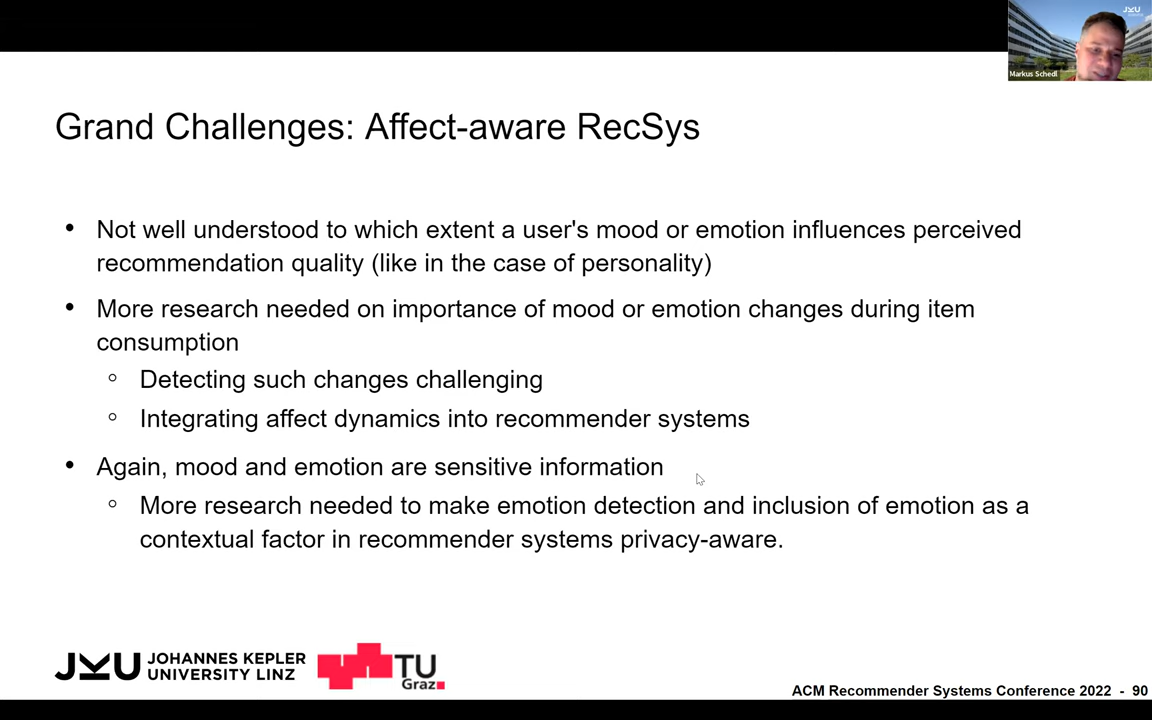 JKU
Markus Schedl
Grand Challenges: Affect-aware RecSys
• Not well understood to which extent a user's mood or emotion influences perceived
recommendation quality (like in the case of personality)
• More research needed on importance of mood or emotion changes during item
consumption
○ Detecting such changes challenging
○ Integrating affect dynamics into recommender systems
• Again, mood and emotion are sensitive information
○ More research needed to make emotion detection and inclusion of emotion as a
contextual factor in recommender systems privacy-aware.
JKU JOHANNES KEPLER
UNIVERSITY LINZ
TU
Graz
ACM Recommender Systems Conference 2022 - 90